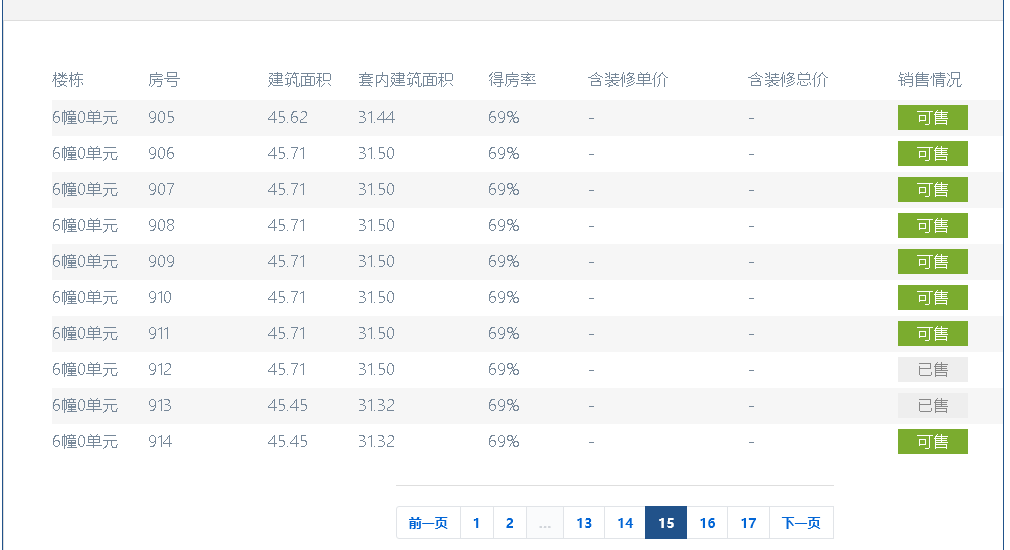 楼栋 房号 建筑面积 套内建筑面积 得房率 含装修单价 含装修总价 销售情况
6幢0单元 905 45.62 31.44 69% - - 可售
6幢0单元 906 45.71 31.50 69% - - 可售
6幢0单元 907 45.71 31.50 69% - - 可售
6幢0单元 908 45.71 31.50 69% - - 可售
6幢0单元 909 45.71 31.50 69% - - 可售
6幢0单元 910 45.71 31.50 69% - - 可售
6幢0单元 911 45.71 31.50 69% - - 可售
6幢0单元 912 45.71 31.50 69% - - 已售
6幢0单元 913 45.45 31.32 69% - - 已售
6幢0单元 914 45.45 31.32 69% - - 可售
前一页 1 2 ... 13 14 15 16 17 下一页